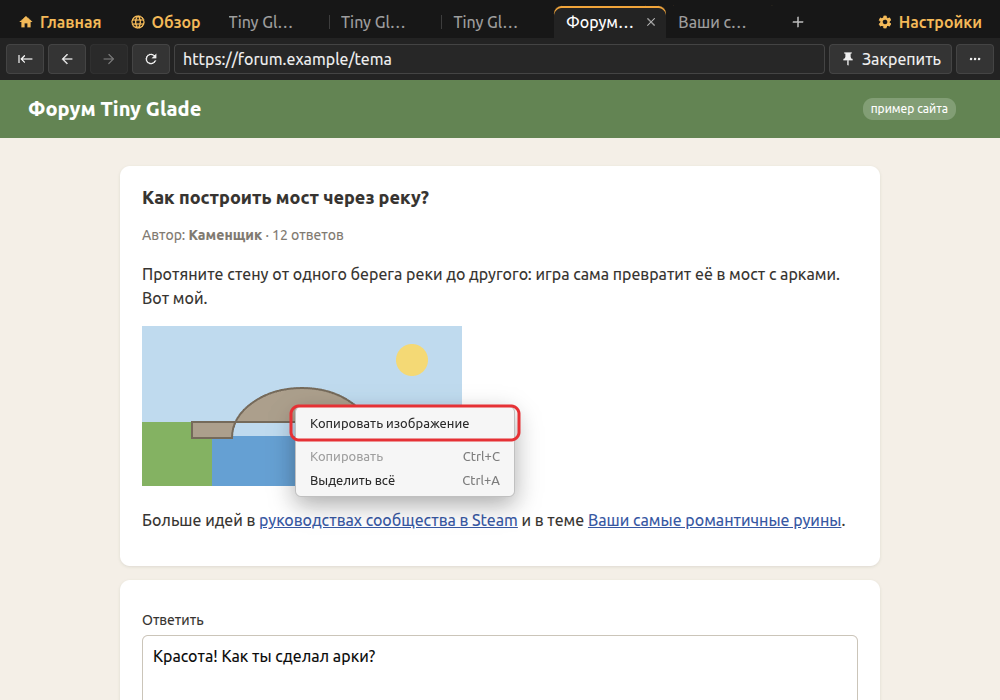 Главная
Обзор
Tiny Gl...
Tiny Gl...
Tiny Gl...
Форум...
Ваши с...
Настройки
https://forum.example/tema
Закрепить
Форум Tiny Glade
пример сайта
Как построить мост через реку?
Автор: Каменщик · 12 ответов
Протяните стену от одного берега реки до другого: игра сама превратит её в мост с арками.
Вот мой.
Копировать изображение
Копировать Ctrl+C
Выделить всё Ctrl+A
Больше идей в руководствах сообщества в Steam и в теме Ваши самые романтичные руины.
Ответить
Красота! Как ты сделал арки?